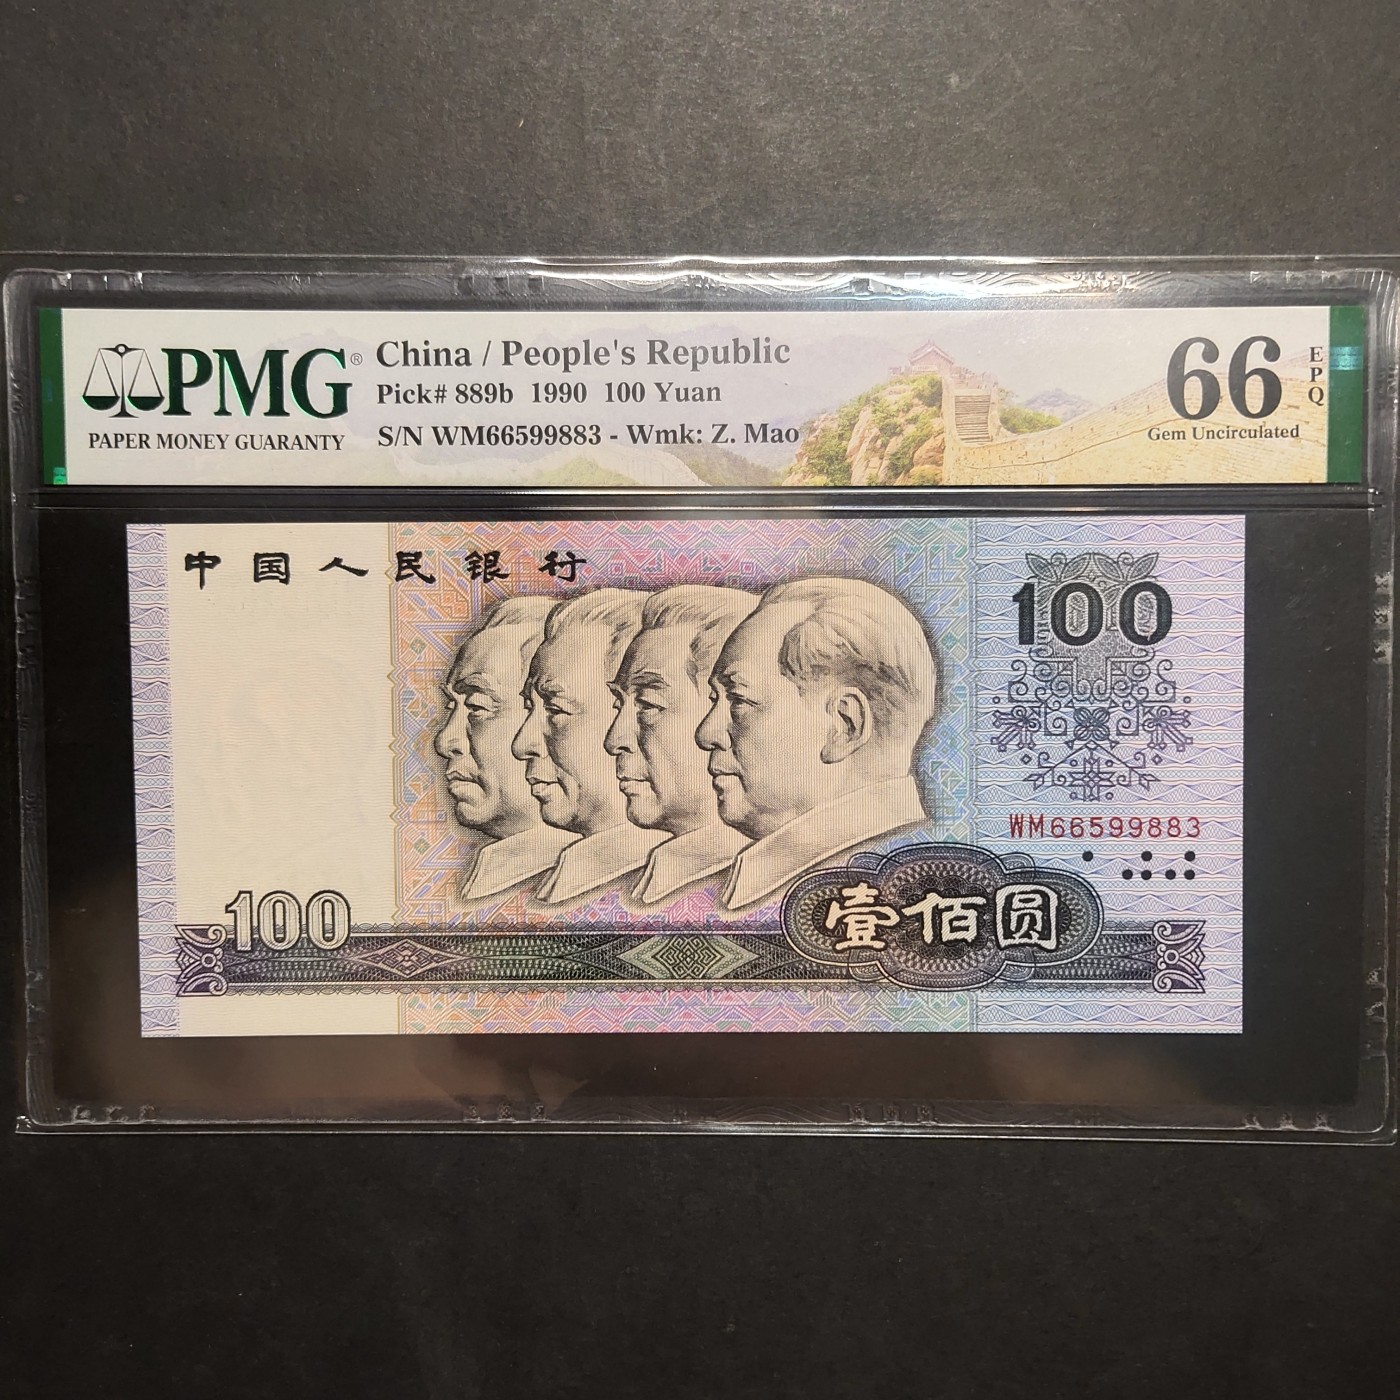 PMG®
PAPER MONEY GUARANTY
China / People's Republic
Pick# 889b 1990 100 Yuan
S/N WM66599883 - Wmk: Z. Mao
66
EPQ
Gem Uncirculated
中国人民银行
100
WM66599883
100
壹佰圆